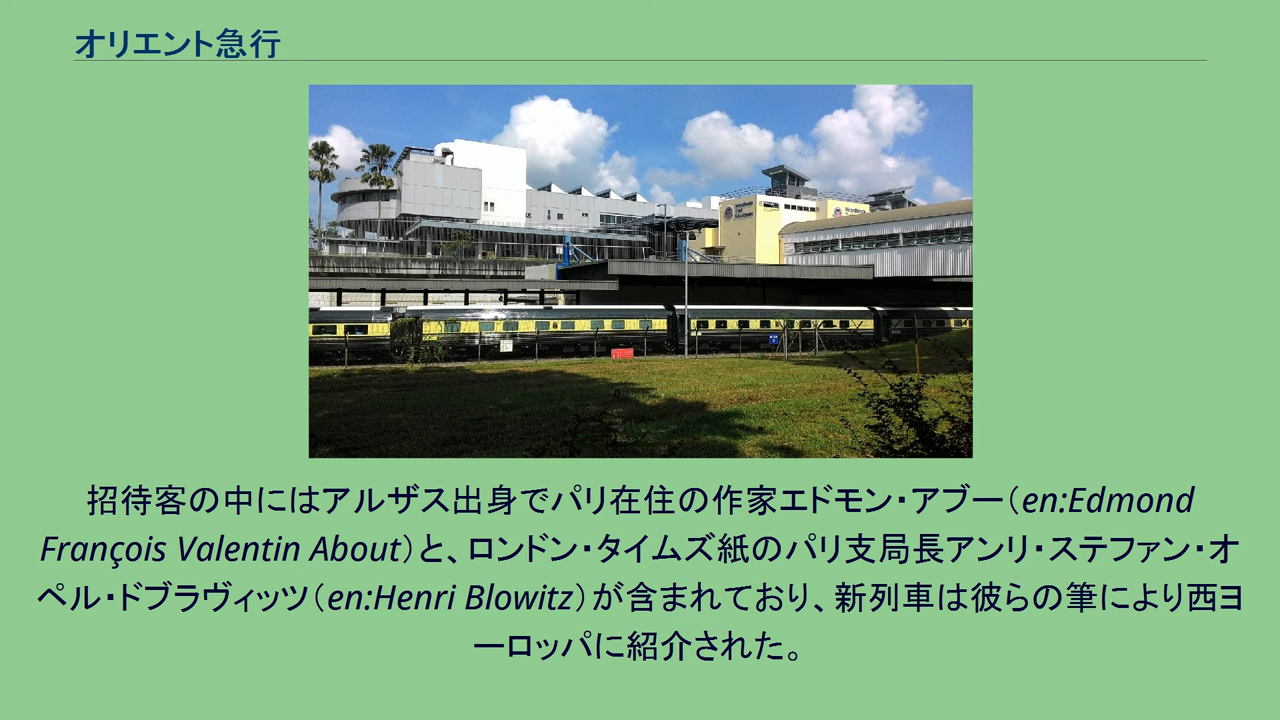 オリエント急行
招待客の中にはアルザス出身でパリ在住の作家エドモン・アブー（en:Edmond
François Valentin About）と、ロンドン・タイムズ紙のパリ支局長アンリ・ステファン・オ
ペル・ドブラヴィッツ（en:Henri Blowitz）が含まれており、新列車は彼らの筆により西ヨ
ーロッパに紹介された。